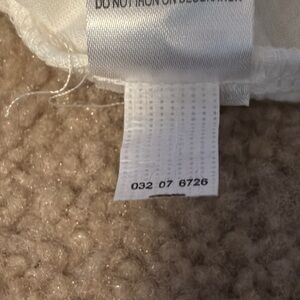 DO NOT IRON ON DECORATION
032 07 6726